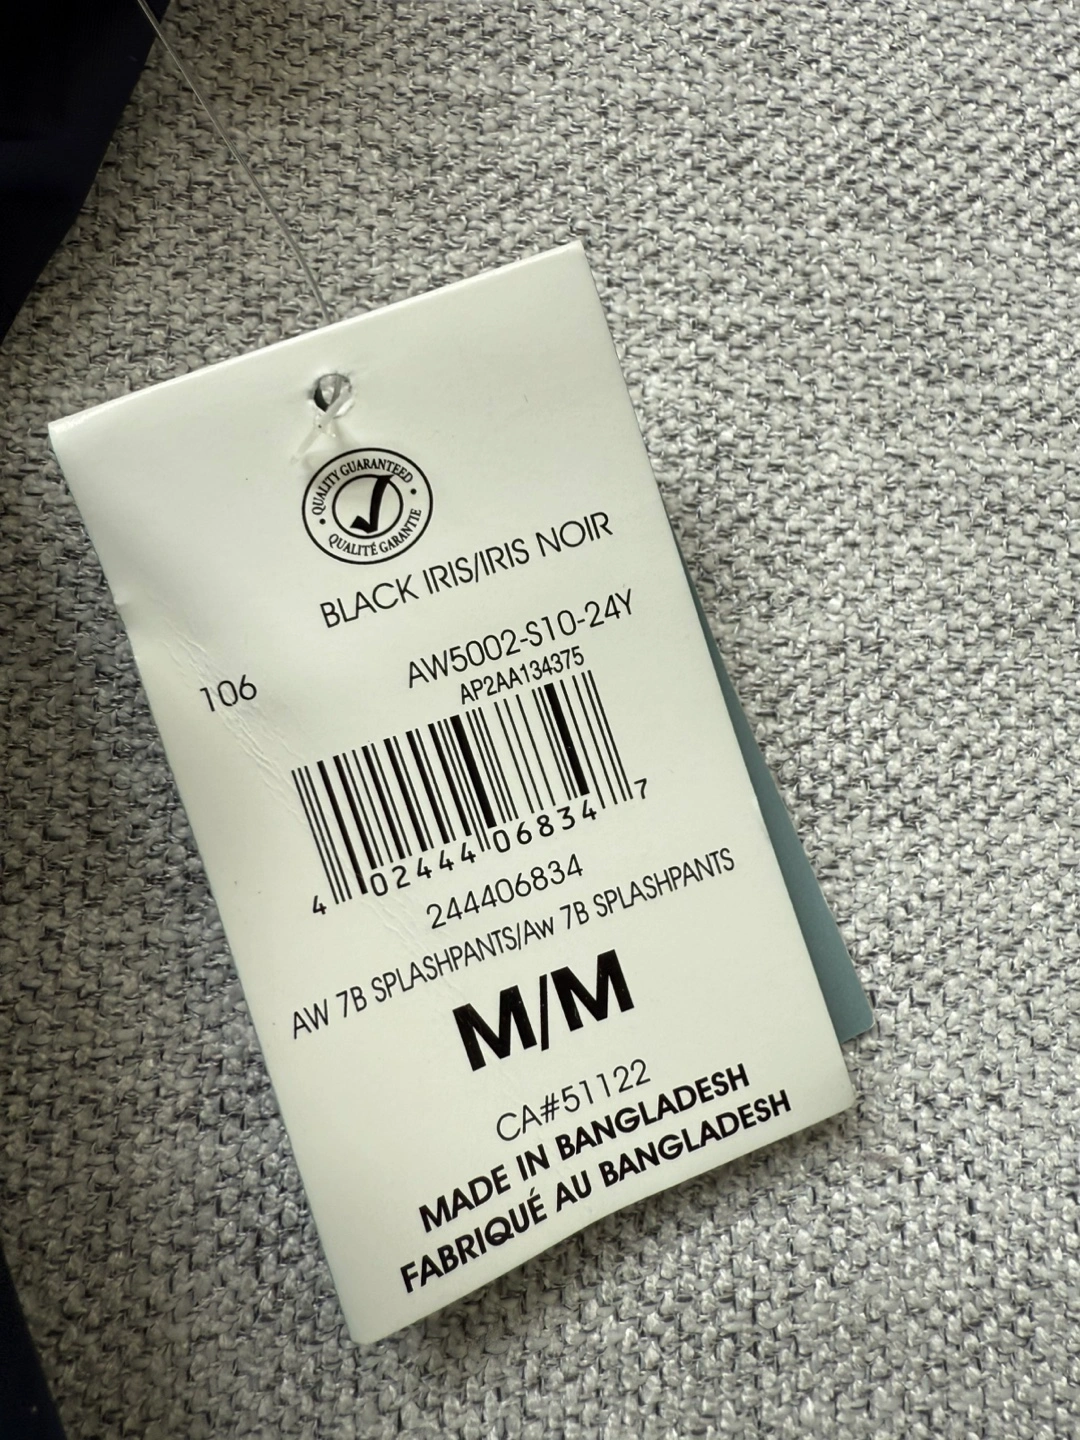 QUALITY GUARANTEED
QUALITÉ GARANTIE
BLACK IRIS/IRIS NOIR
AW5002-S10-24Y
106
AP2AA134375
4 02444 06834 7
244406834
AW 7B SPLASHPANTS/Aw 7B SPLASHPANTS
M/M
CA#51122
MADE IN BANGLADESH
FABRIQUÉ AU BANGLADESH